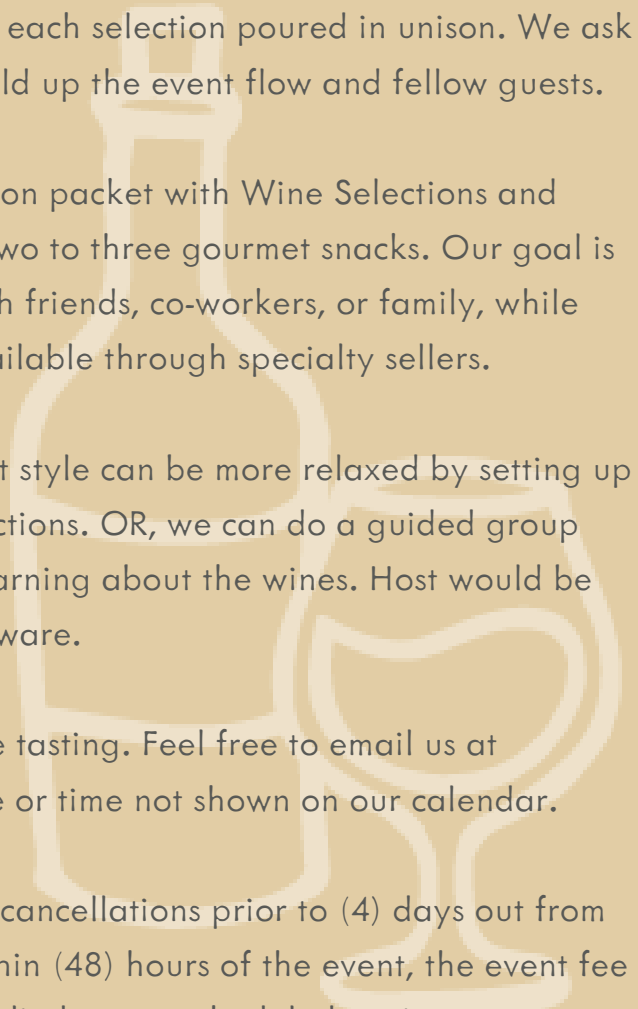 each selection poured in unison. We ask
ld up the event flow and fellow guests.
on packet with Wine Selections and
wo to three gourmet snacks. Our goal is
h friends, co-workers, or family, while
ailable through specialty sellers.
t style can be more relaxed by setting up
ctions. OR, we can do a guided group
arning about the wines. Host would be
ware.
e tasting. Feel free to email us at
e or time not shown on our calendar.
cancellations prior to (4) days out from
hin (48) hours of the event, the event fee